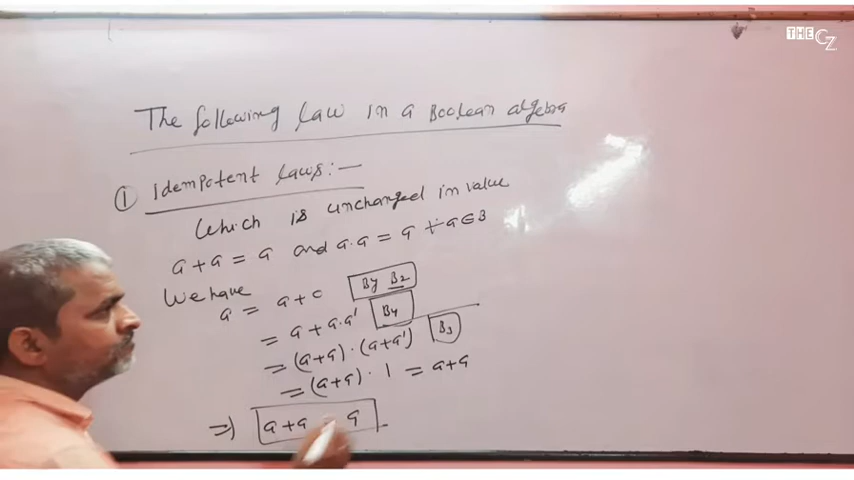 THE CZ
The following law in a Boolean algebra
① Idempotent laws:—
Which is unchanged in value
a + a = a and a.a = a ∀ a ∈ B
We have
a = a + 0 By B2
= a + a.a' B4
= (a+a).(a+a') B3
= (a+a).1 = a+a
⇒ a+a = a